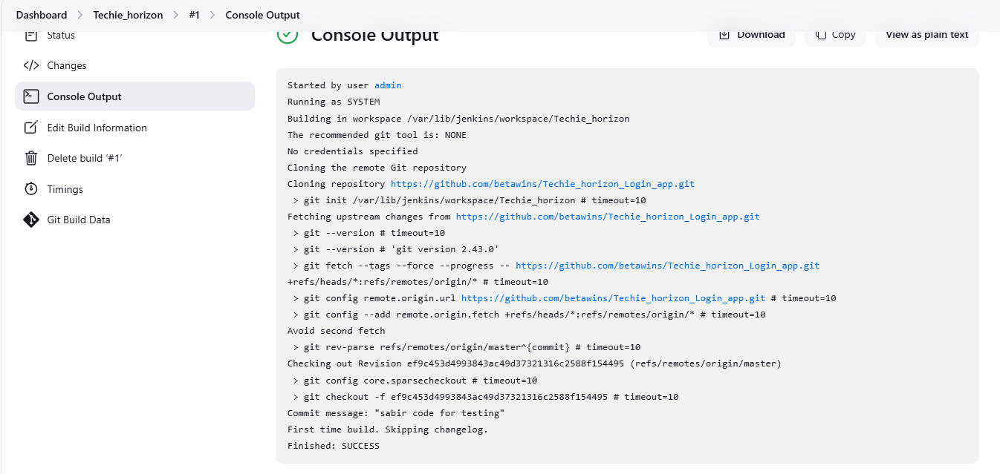 Dashboard > Techie_horizon > #1 > Console Output
Status
Changes
Console Output
Edit Build Information
Delete build ‘#1’
Timings
Git Build Data
Console Output
Download Copy View as plain text
Started by user admin
Running as SYSTEM
Building in workspace /var/lib/jenkins/workspace/Techie_horizon
The recommended git tool is: NONE
No credentials specified
Cloning the remote Git repository
Cloning repository https://github.com/betawins/Techie_horizon_Login_app.git
 > git init /var/lib/jenkins/workspace/Techie_horizon # timeout=10
Fetching upstream changes from https://github.com/betawins/Techie_horizon_Login_app.git
 > git --version # timeout=10
 > git --version # 'git version 2.43.0'
 > git fetch --tags --force --progress -- https://github.com/betawins/Techie_horizon_Login_app.git
+refs/heads/*:refs/remotes/origin/* # timeout=10
 > git config remote.origin.url https://github.com/betawins/Techie_horizon_Login_app.git # timeout=10
 > git config --add remote.origin.fetch +refs/heads/*:refs/remotes/origin/* # timeout=10
Avoid second fetch
 > git rev-parse refs/remotes/origin/master^{commit} # timeout=10
Checking out Revision ef9c453d4993843ac49d37321316c2588f154495 (refs/remotes/origin/master)
 > git config core.sparsecheckout # timeout=10
 > git checkout -f ef9c453d4993843ac49d37321316c2588f154495 # timeout=10
Commit message: "sabir code for testing"
First time build. Skipping changelog.
Finished: SUCCESS